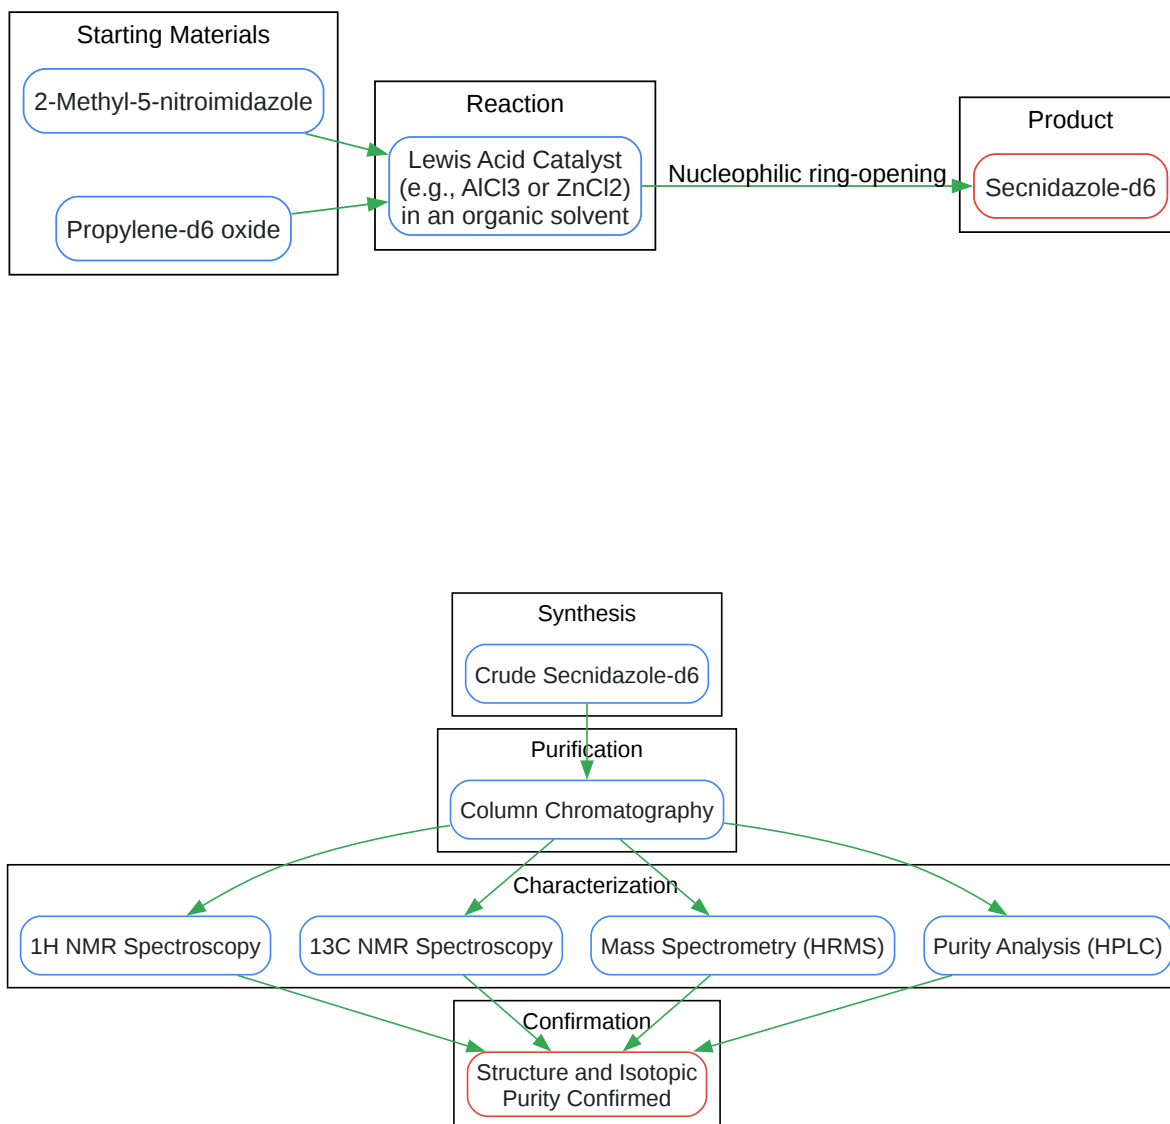 Starting Materials
2-Methyl-5-nitroimidazole
Propylene-d6 oxide
Reaction
Lewis Acid Catalyst
(e.g., AlCl3 or ZnCl2)
in an organic solvent
Nucleophilic ring-opening
Product
Secnidazole-d6
Synthesis
Crude Secnidazole-d6
Purification
Column Chromatography
Characterization
1H NMR Spectroscopy
13C NMR Spectroscopy
Mass Spectrometry (HRMS)
Purity Analysis (HPLC)
Confirmation
Structure and Isotopic
Purity Confirmed